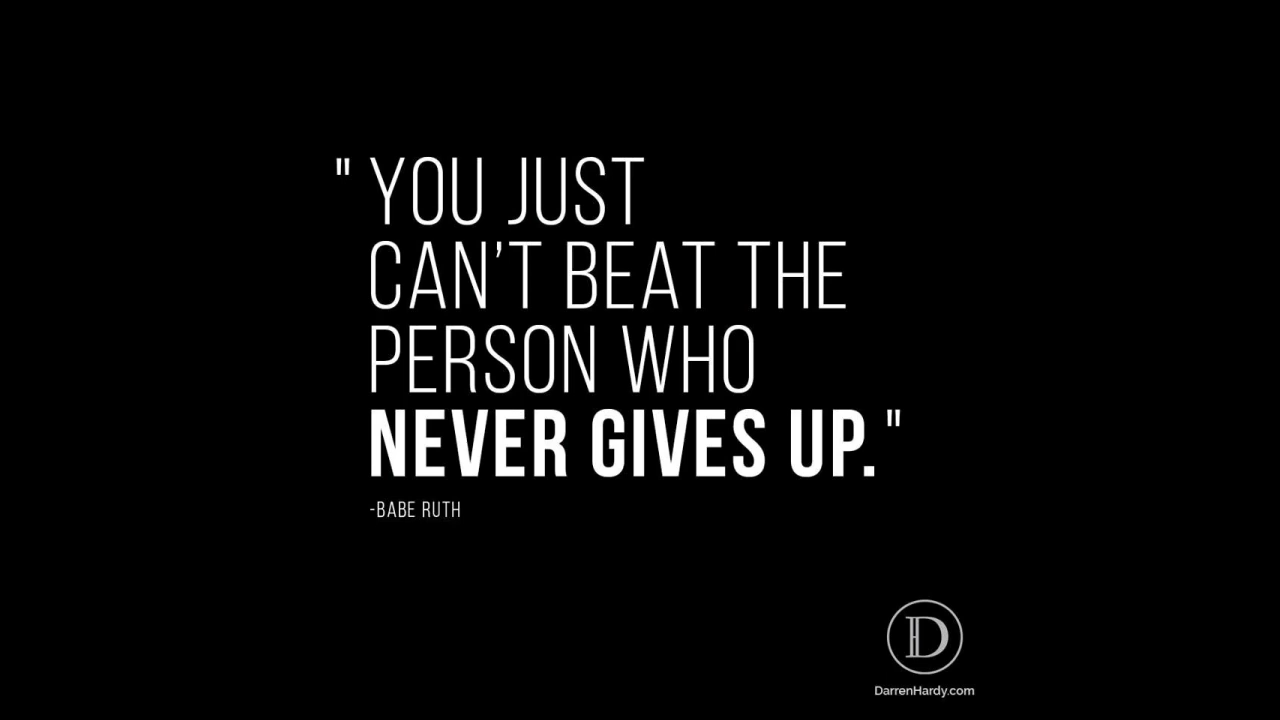 " YOU JUST
CAN’T BEAT THE
PERSON WHO
NEVER GIVES UP. "
-BABE RUTH
D
DarrenHardy.com